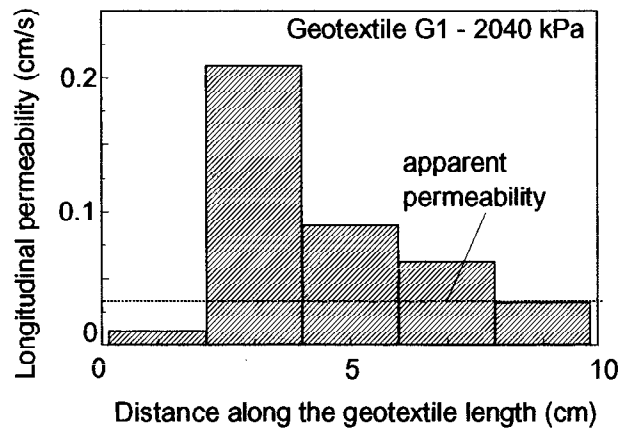 Geotextile G1 - 2040 kPa
Longitudinal permeability (cm/s)
0.2
0.1
0
apparent
permeability
0
5
10
Distance along the geotextile length (cm)